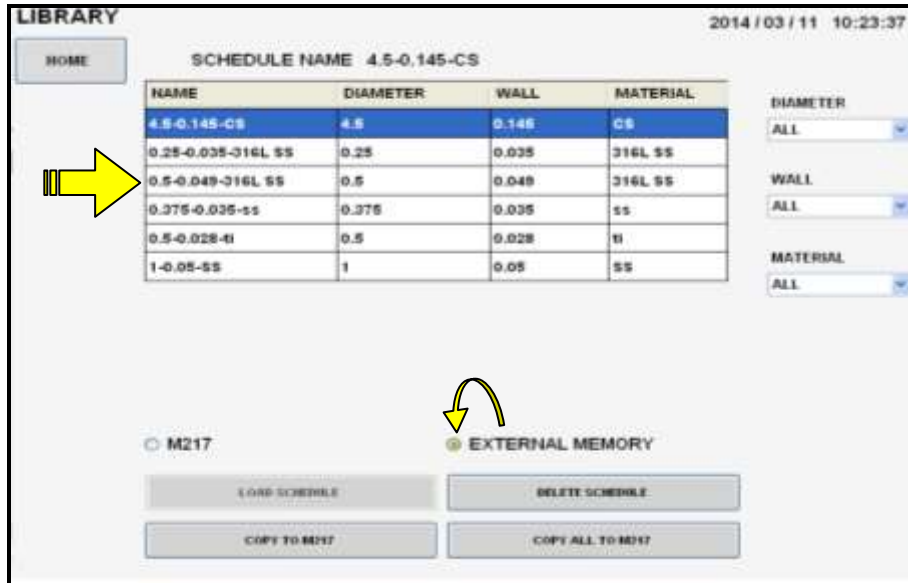 LIBRARY
2014 / 03 / 11 10:23:37
HOME
SCHEDULE NAME 4.5-0.145-CS
NAME DIAMETER WALL MATERIAL
4.5-0.145-CS 4.5 0.145 CS
0.25-0.035-316L SS 0.25 0.035 316L SS
0.5-0.049-316L SS 0.5 0.049 316L SS
0.375-0.035-ss 0.375 0.035 ss
0.5-0.028-ti 0.5 0.028 ti
1-0.05-SS 1 0.05 SS
DIAMETER
ALL
WALL
ALL
MATERIAL
ALL
M217 EXTERNAL MEMORY
LOAD SCHEDULE DELETE SCHEDULE
COPY TO M217 COPY ALL TO M217